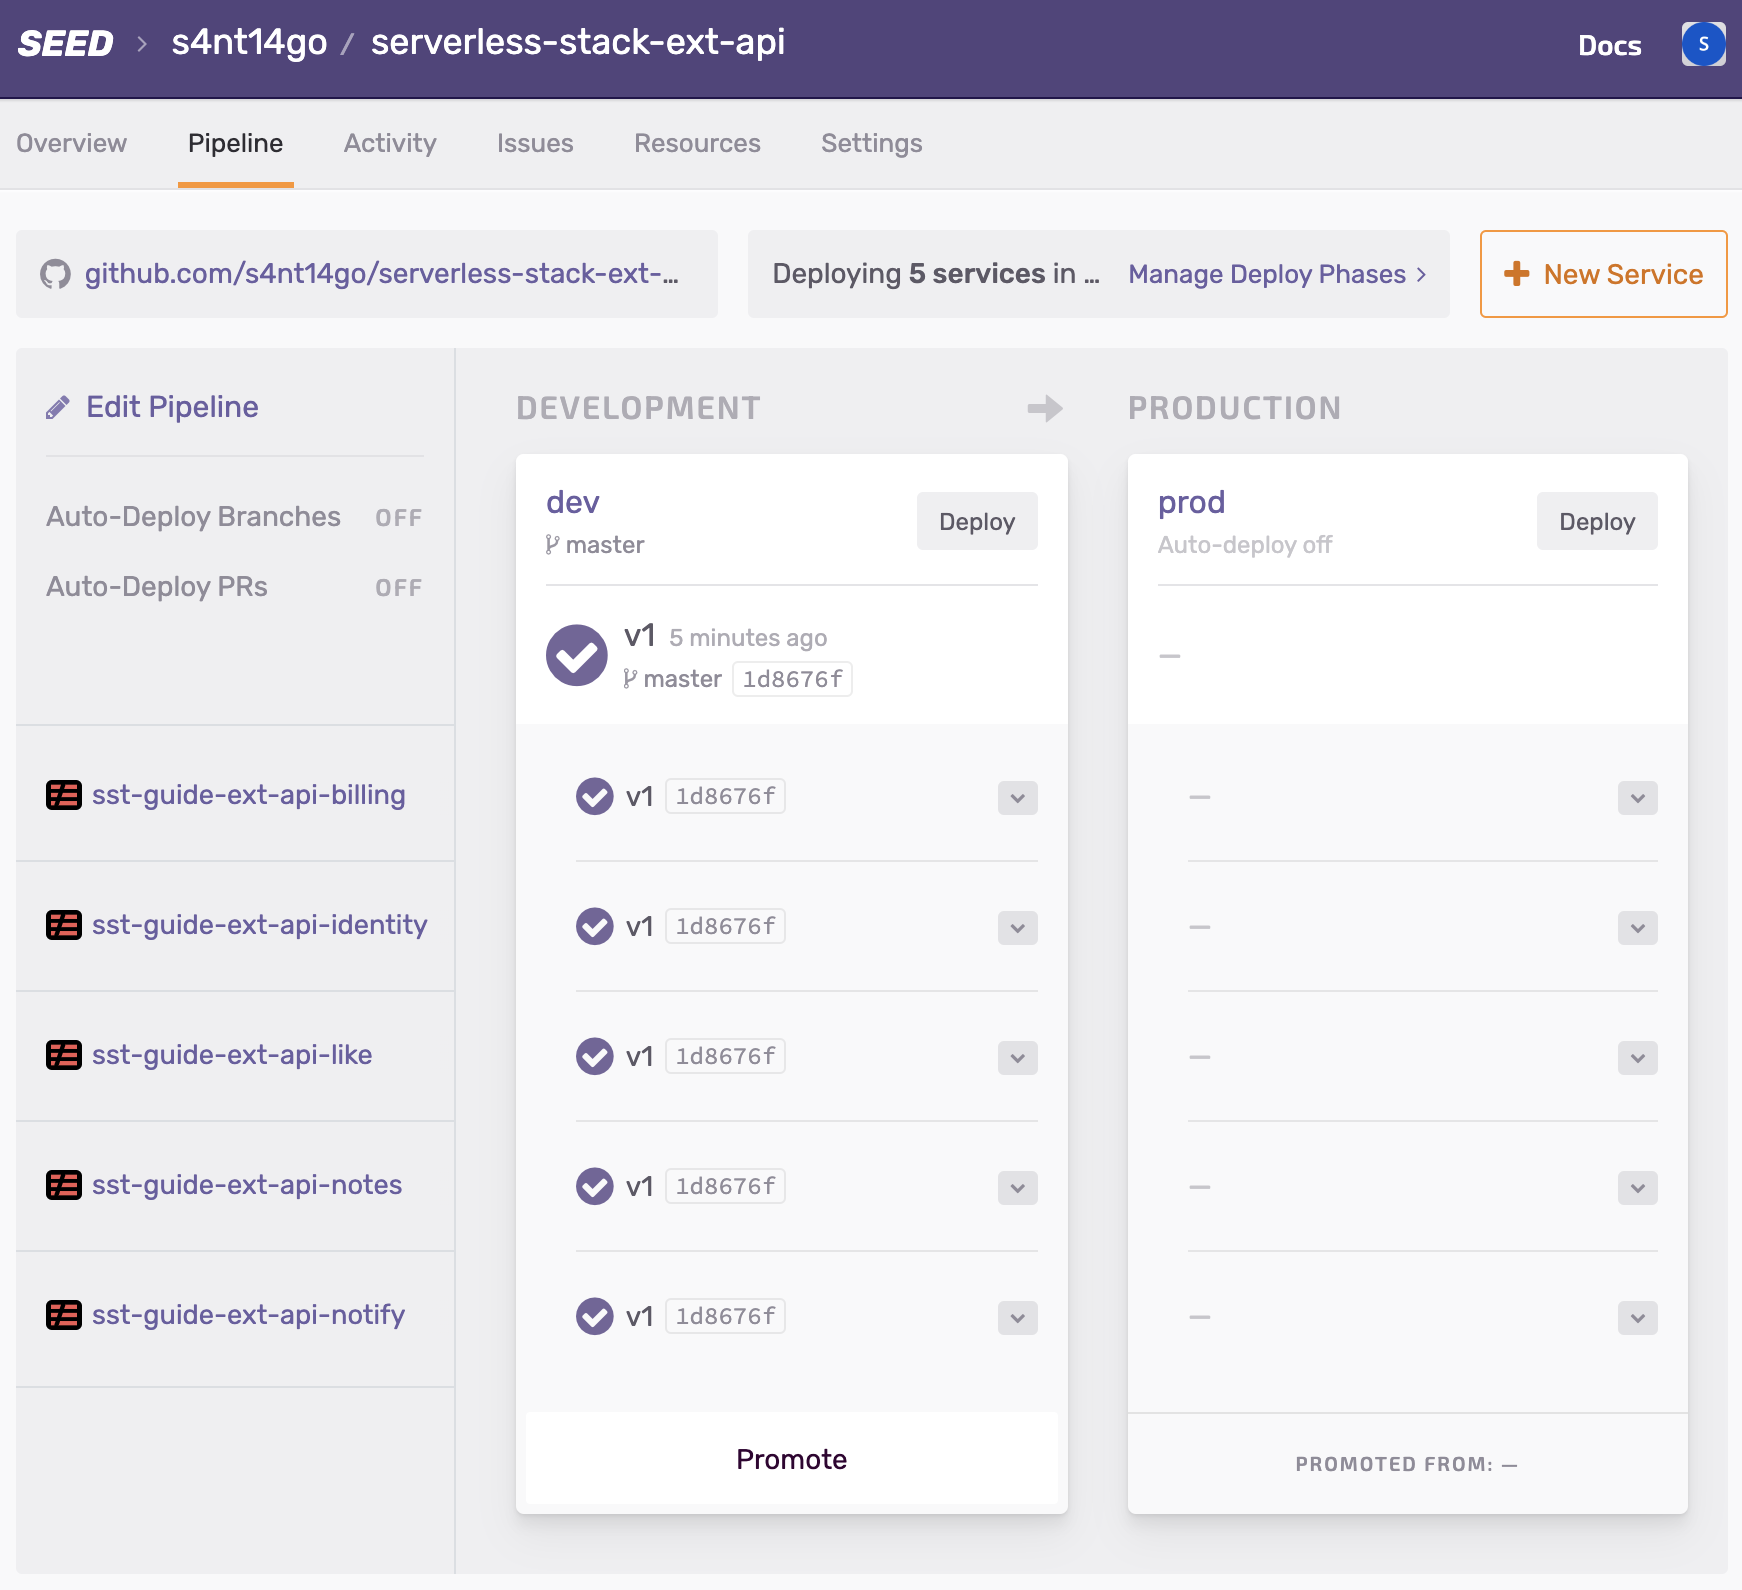 SEED > s4nt14go / serverless-stack-ext-api Docs S
Overview Pipeline Activity Issues Resources Settings
github.com/s4nt14go/serverless-stack-ext-... Deploying 5 services in ... Manage Deploy Phases > + New Service
Edit Pipeline
Auto-Deploy Branches OFF
Auto-Deploy PRs OFF
DEVELOPMENT
dev
master
Deploy
v1 5 minutes ago
master 1d8676f
PRODUCTION
prod
Auto-deploy off
Deploy
–
sst-guide-ext-api-billing v1 1d8676f –
sst-guide-ext-api-identity v1 1d8676f –
sst-guide-ext-api-like v1 1d8676f –
sst-guide-ext-api-notes v1 1d8676f –
sst-guide-ext-api-notify v1 1d8676f –
Promote
PROMOTED FROM: –